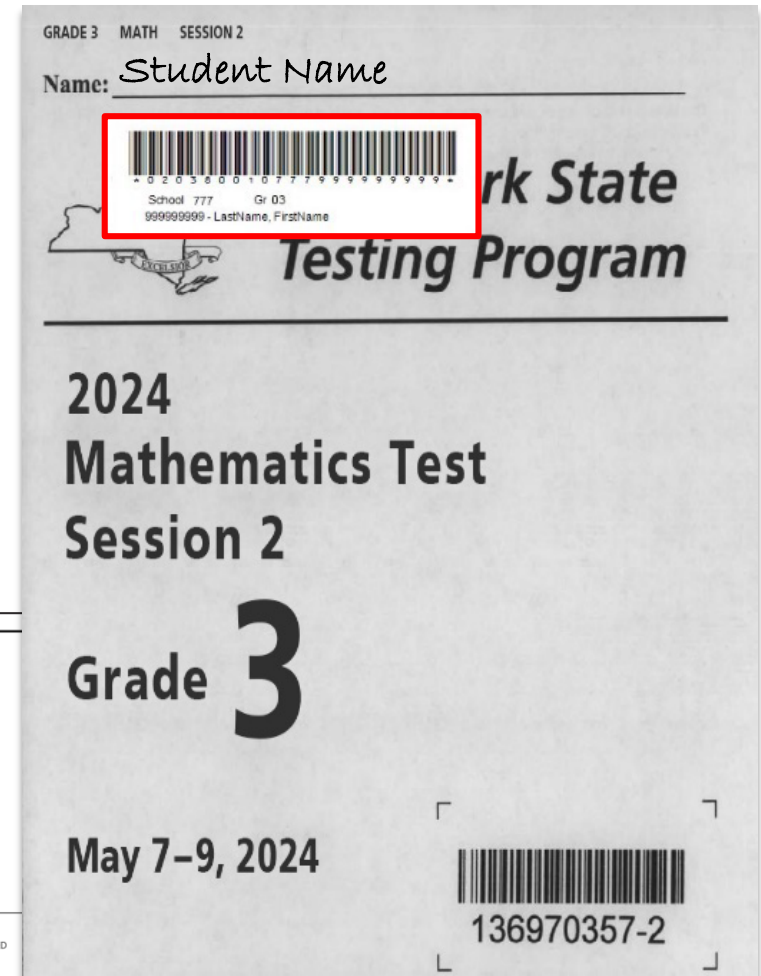 GRADE 3 MATH SESSION 2
Name: Student Name
*020380010777999999999*
School 777 Gr 03
999999999 - LastName, FirstName
rk State
EXCELSIOR
Testing Program
2024
Mathematics Test
Session 2
Grade 3
May 7–9, 2024
136970357-2
D